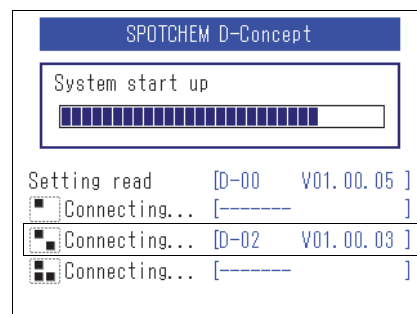 SPOTCHEM D-Concept
System start up
Setting read [D-00 V01.00.05 ]
Connecting... [------- ]
Connecting... [D-02 V01.00.03 ]
Connecting... [------- ]